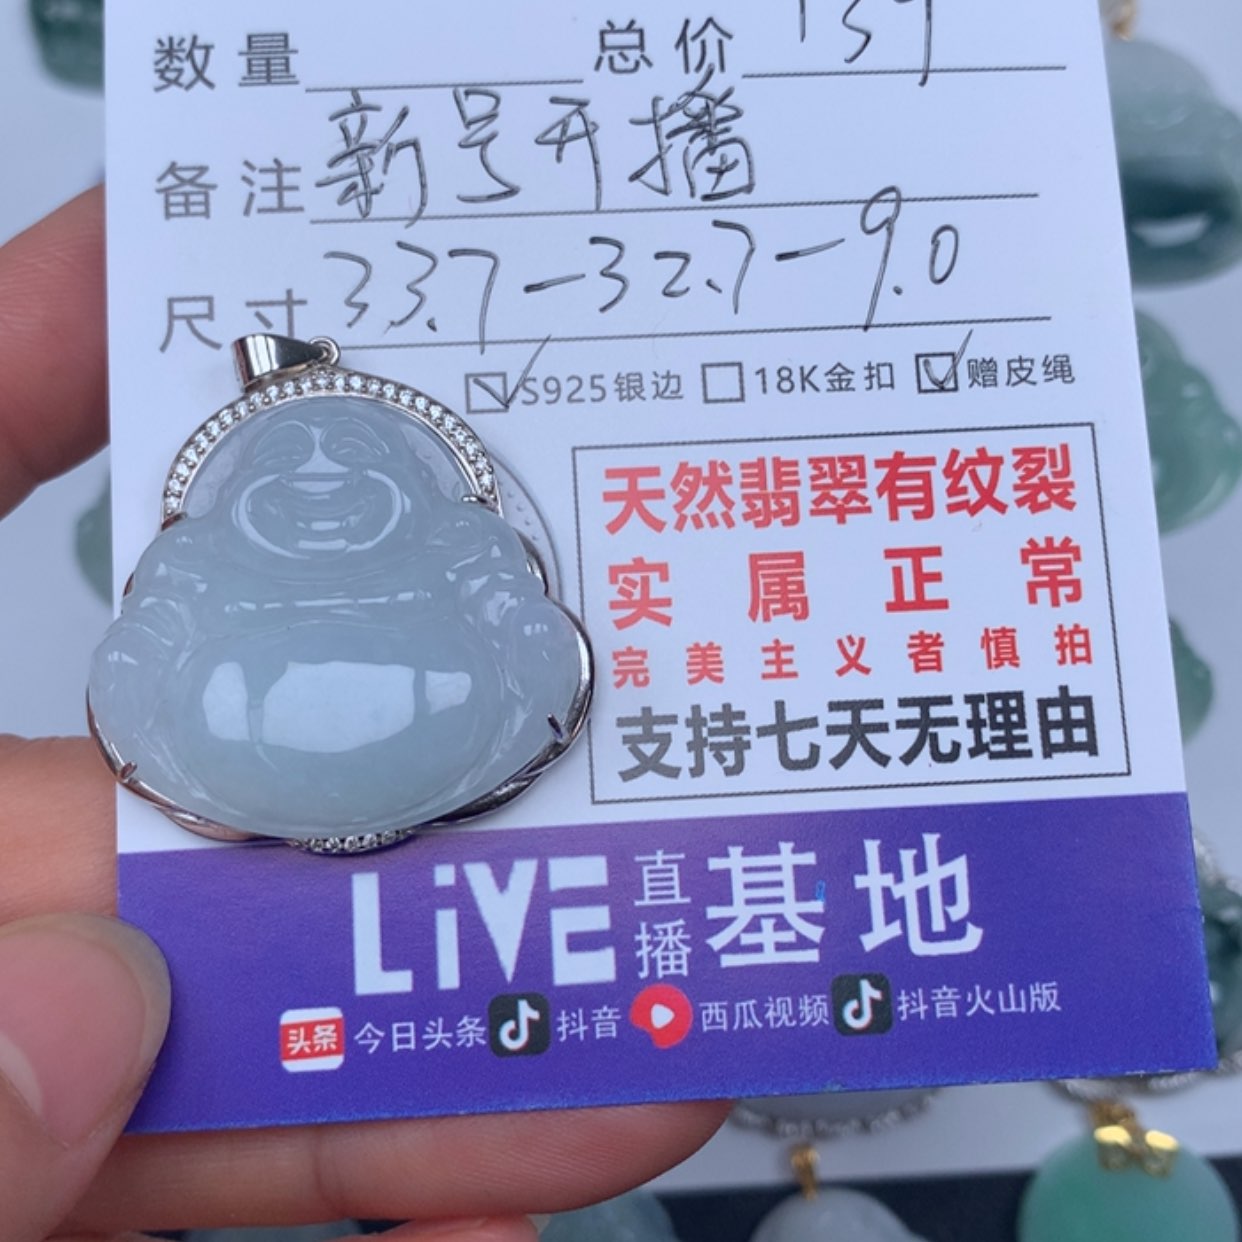 数量 总价
备注 新号开播
尺寸 33.7-32.7-9.0
S925银边 18K金扣 赠皮绳
天然翡翠有纹裂
实属正常
完美主义者慎拍
支持七天无理由
LiVE 直播 基地
头条 今日头条 抖音 西瓜视频 抖音火山版